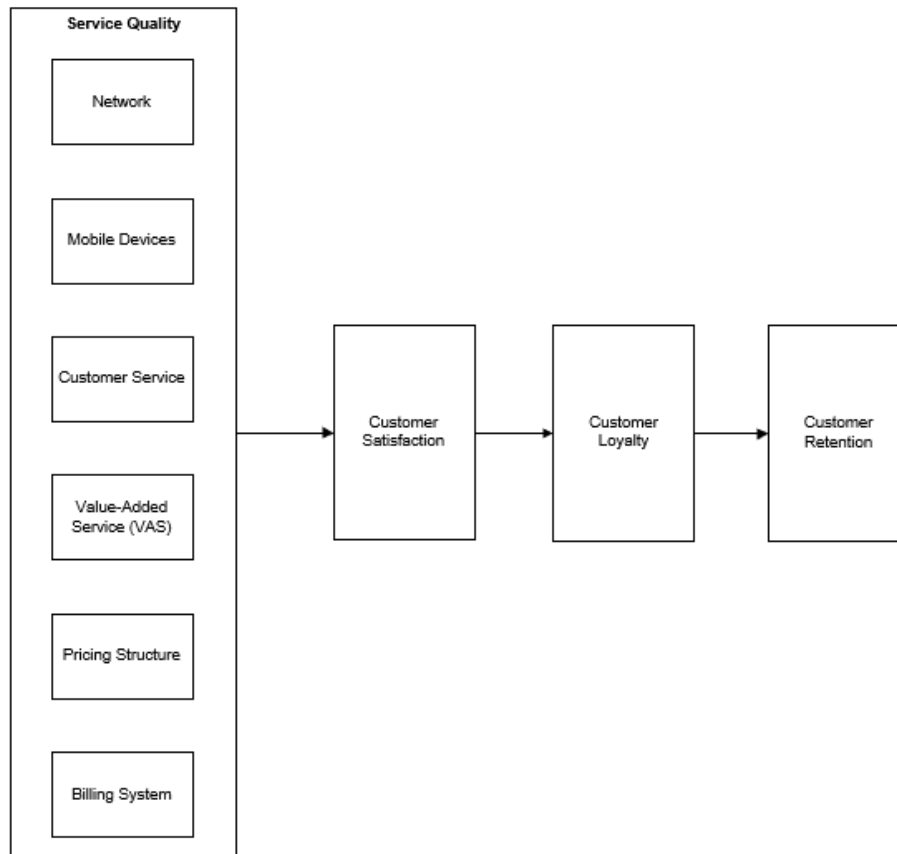 Service Quality
Network
Mobile Devices
Customer Service
Value-Added
Service (VAS)
Pricing Structure
Billing System
Customer
Satisfaction
Customer
Loyalty
Customer
Retention